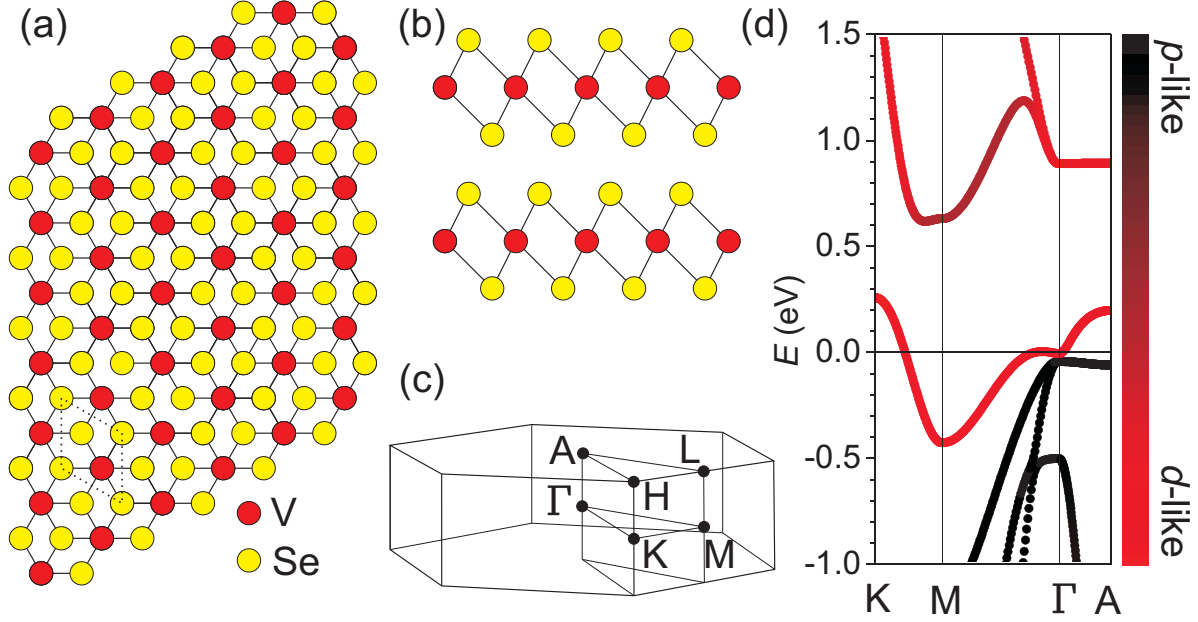 (a)
V
Se
(b)
(c)
A
L
Γ
H
K
M
(d)
1.5
1.0
0.5
0.0
-0.5
-1.0
E (eV)
K
M
Γ
A
p-like
d-like